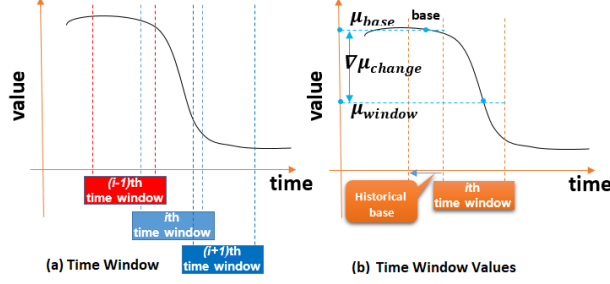 value
time
(i-1)th
time window
ith
time window
(i+1)th
time window
(a) Time Window
μbase
base
∇μchange
μwindow
value
time
Historical
base
ith
time window
(b) Time Window Values